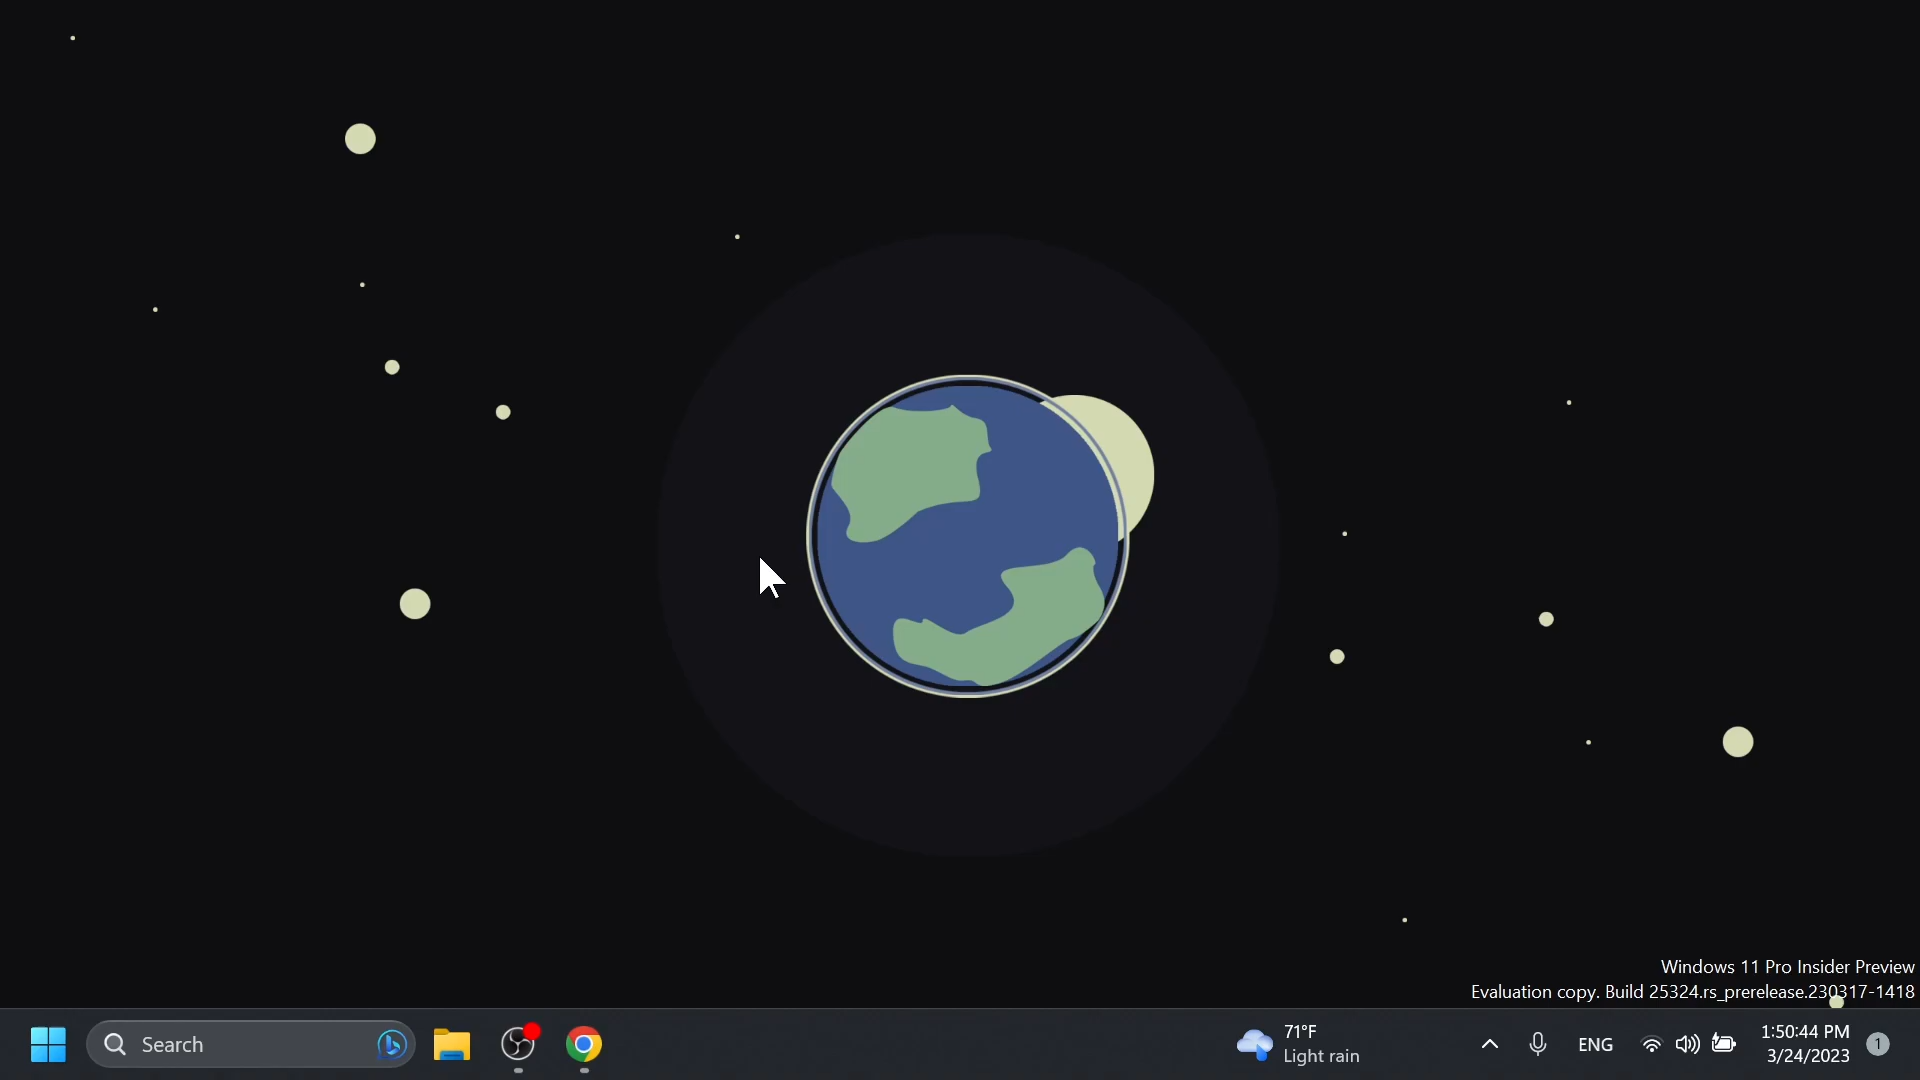 Windows 11 Pro Insider Preview
Evaluation copy. Build 25324.rs_prerelease.230317-1418
Search
71°F
Light rain
ENG
1:50:44 PM
3/24/2023
1